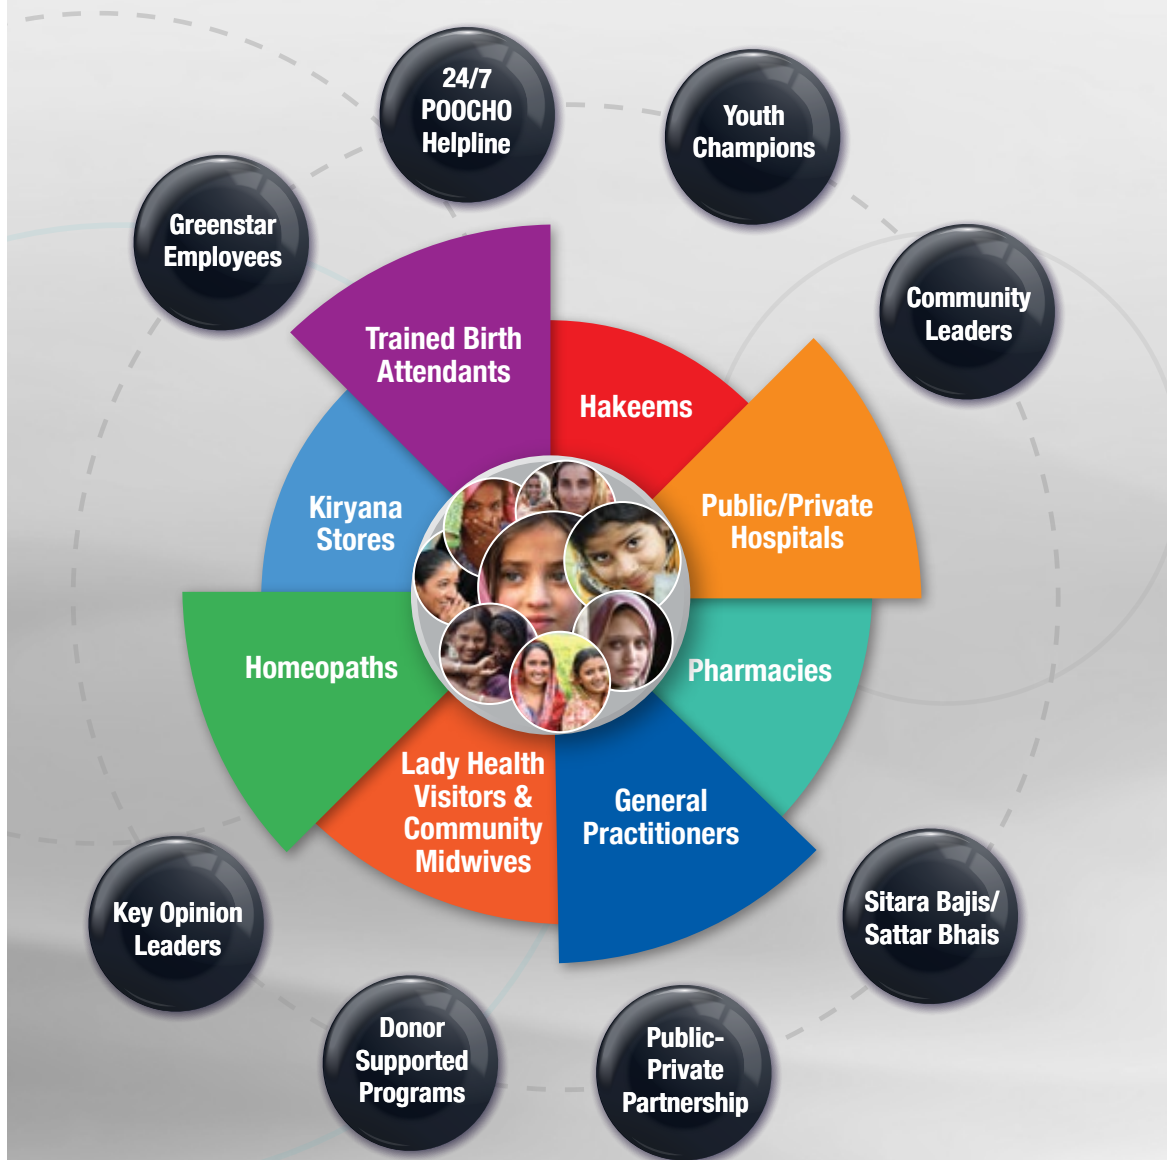 24/7
POOCHO
Helpline
Youth
Champions
Greenstar
Employees
Community
Leaders
Trained Birth
Attendants
Hakeems
Kiryana
Stores
Public/Private
Hospitals
Homeopaths
Pharmacies
Lady Health
Visitors &
Community
Midwives
General
Practitioners
Key Opinion
Leaders
Sitara Bajis/
Sattar Bhais
Donor
Supported
Programs
Public-
Private
Partnership